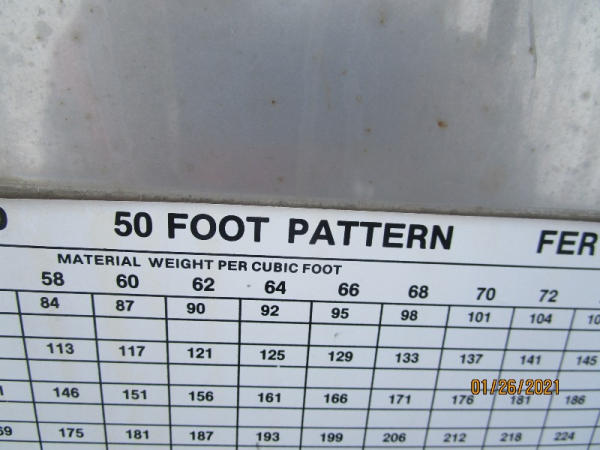 50 FOOT PATTERN FER
MATERIAL WEIGHT PER CUBIC FOOT
58 60 62 64 66 68 70 72
84 87 90 92 95 98 101 104
113 117 121 125 129 133 137 141 145
146 151 156 161 166 171 176 181 186
175 181 187 193 199 206 212 218 224
01/26/2021